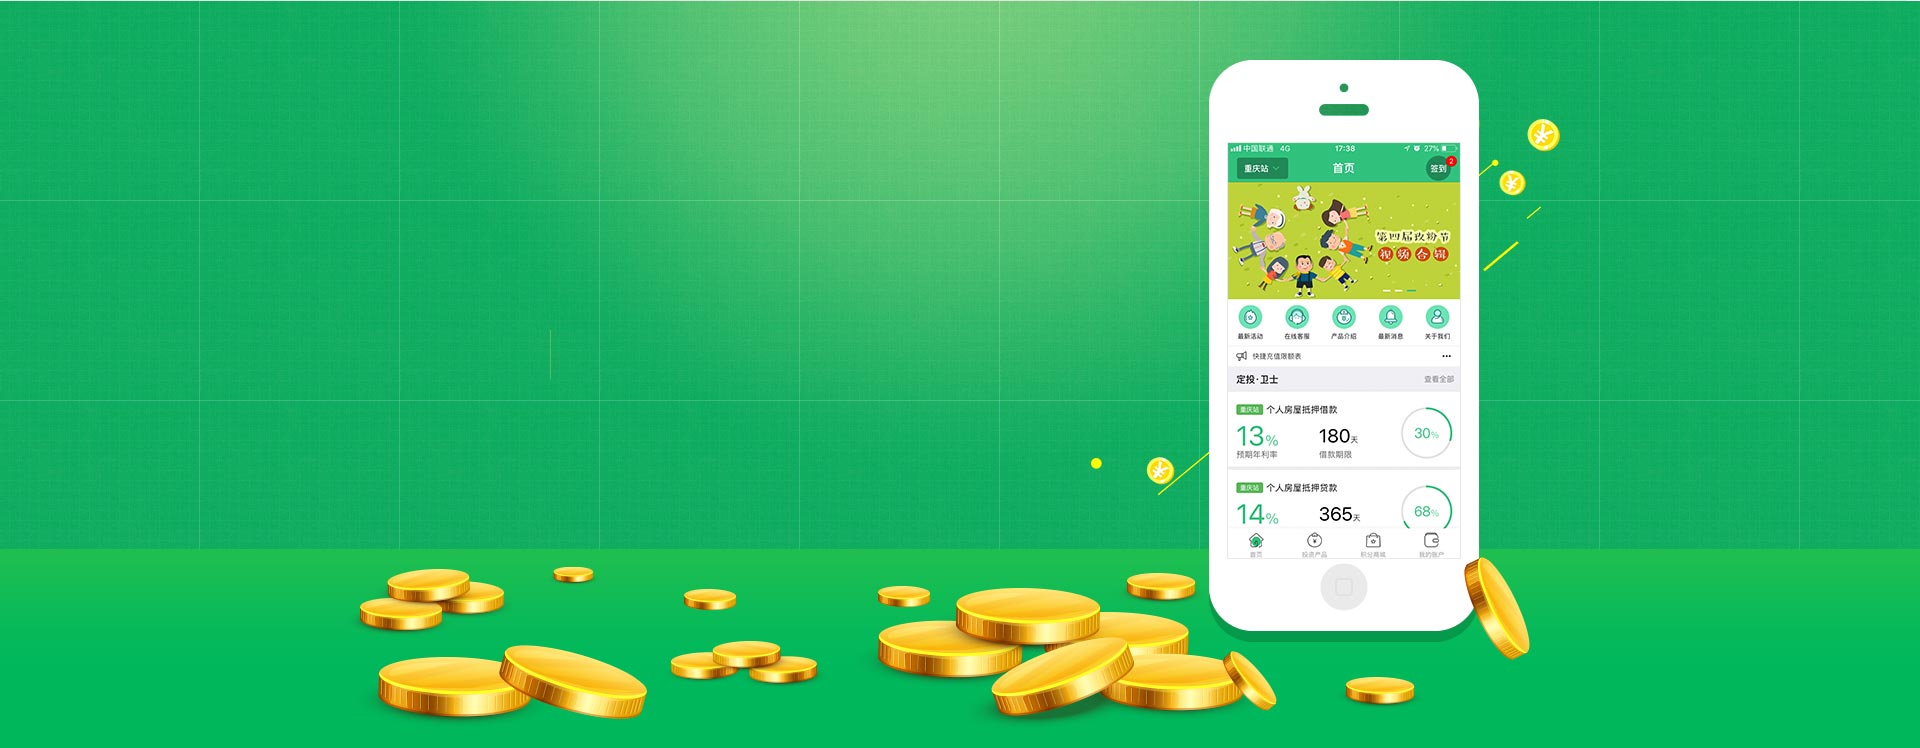 中国联通 4G 17:38 27%
重庆站 首页 签到 2
第四届孜粉节
视频合辑
最新活动 在线客服 产品介绍 最新消息 关于我们
快捷充值限额表 •••
定投·卫士 查看全部
重庆站 个人房屋抵押借款
13% 180天 30%
预期年利率 借款期限
重庆站 个人房屋抵押贷款
14% 365天 68%
首页 投资产品 积分商城 我的账户